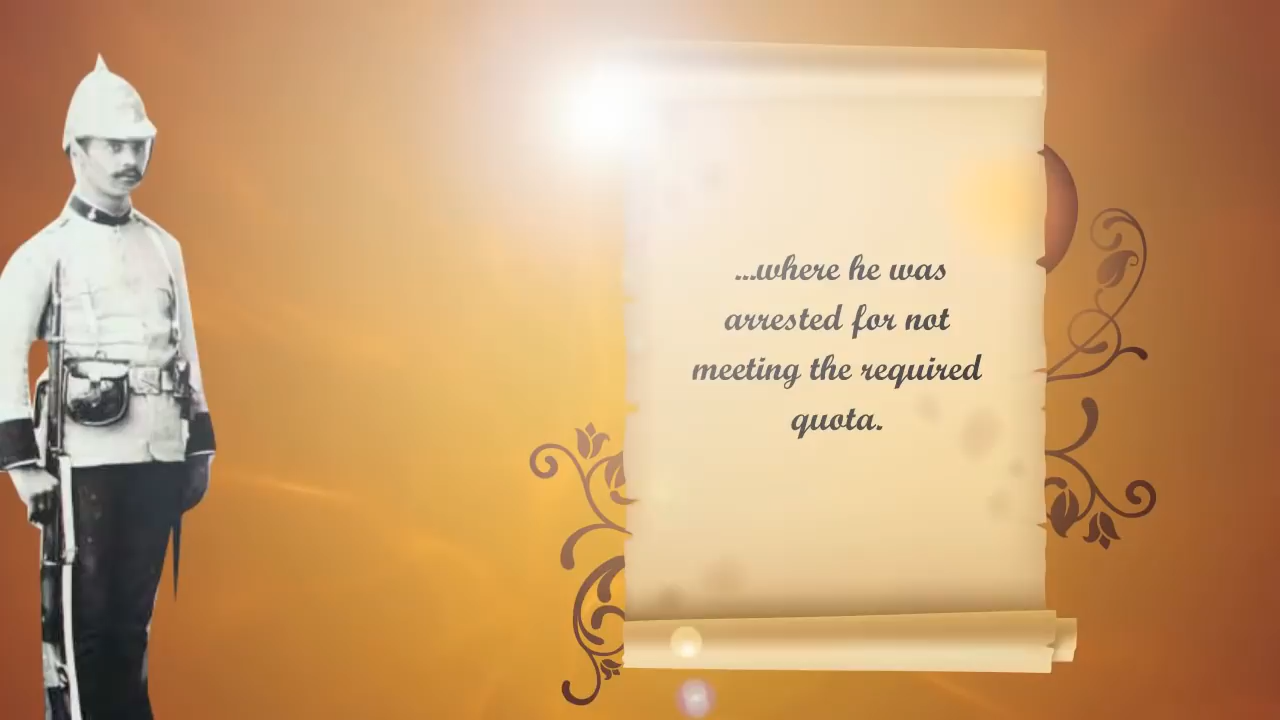 ...where he was
arrested for not
meeting the required
quota.